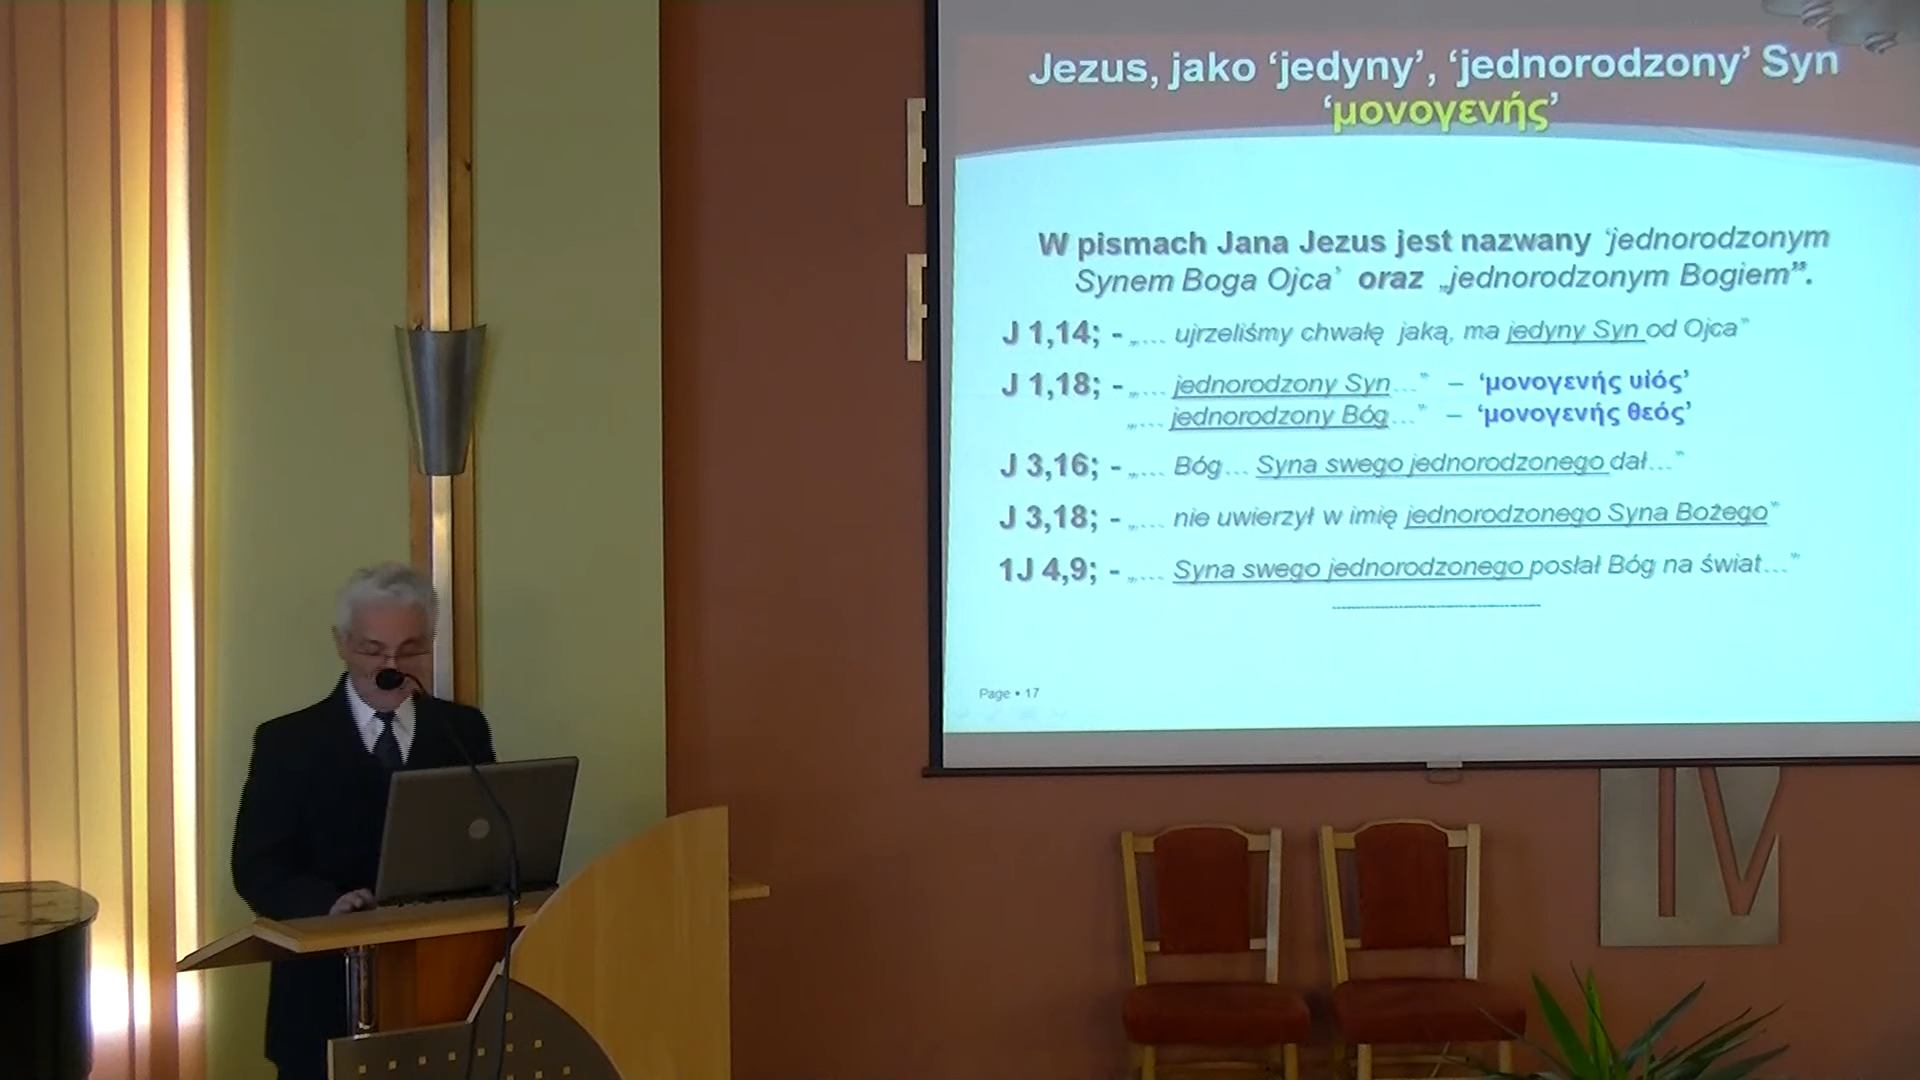 Jezus, jako ‘jedyny’, ‘jednorodzony’ Syn
‘μονογενής’
W pismach Jana Jezus jest nazwany ‘jednorodzonym
Synem Boga Ojca’ oraz „jednorodzonym Bogiem”.
J 1,14; - „… ujrzeliśmy chwałę jaką, ma jedyny Syn od Ojca”
J 1,18; - „… jednorodzony Syn…” – ‘μονογενής υἱός’
„… jednorodzony Bóg…” – ‘μονογενής θεός’
J 3,16; - „… Bóg… Syna swego jednorodzonego dał…”
J 3,18; - „… nie uwierzył w imię jednorodzonego Syna Bożego”
1J 4,9; - „… Syna swego jednorodzonego posłał Bóg na świat…”
Page • 17